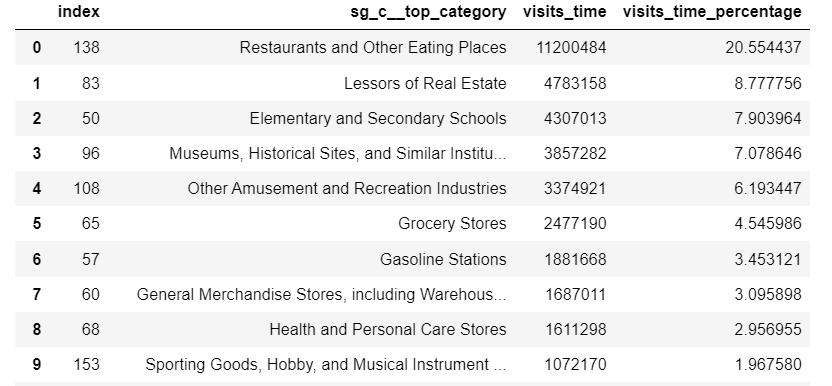 index sg_c__top_category visits_time visits_time_percentage
0 138 Restaurants and Other Eating Places 11200484 20.554437
1 83 Lessors of Real Estate 4783158 8.777756
2 50 Elementary and Secondary Schools 4307013 7.903964
3 96 Museums, Historical Sites, and Similar Institu... 3857282 7.078646
4 108 Other Amusement and Recreation Industries 3374921 6.193447
5 65 Grocery Stores 2477190 4.545986
6 57 Gasoline Stations 1881668 3.453121
7 60 General Merchandise Stores, including Warehous... 1687011 3.095898
8 68 Health and Personal Care Stores 1611298 2.956955
9 153 Sporting Goods, Hobby, and Musical Instrument ... 1072170 1.967580